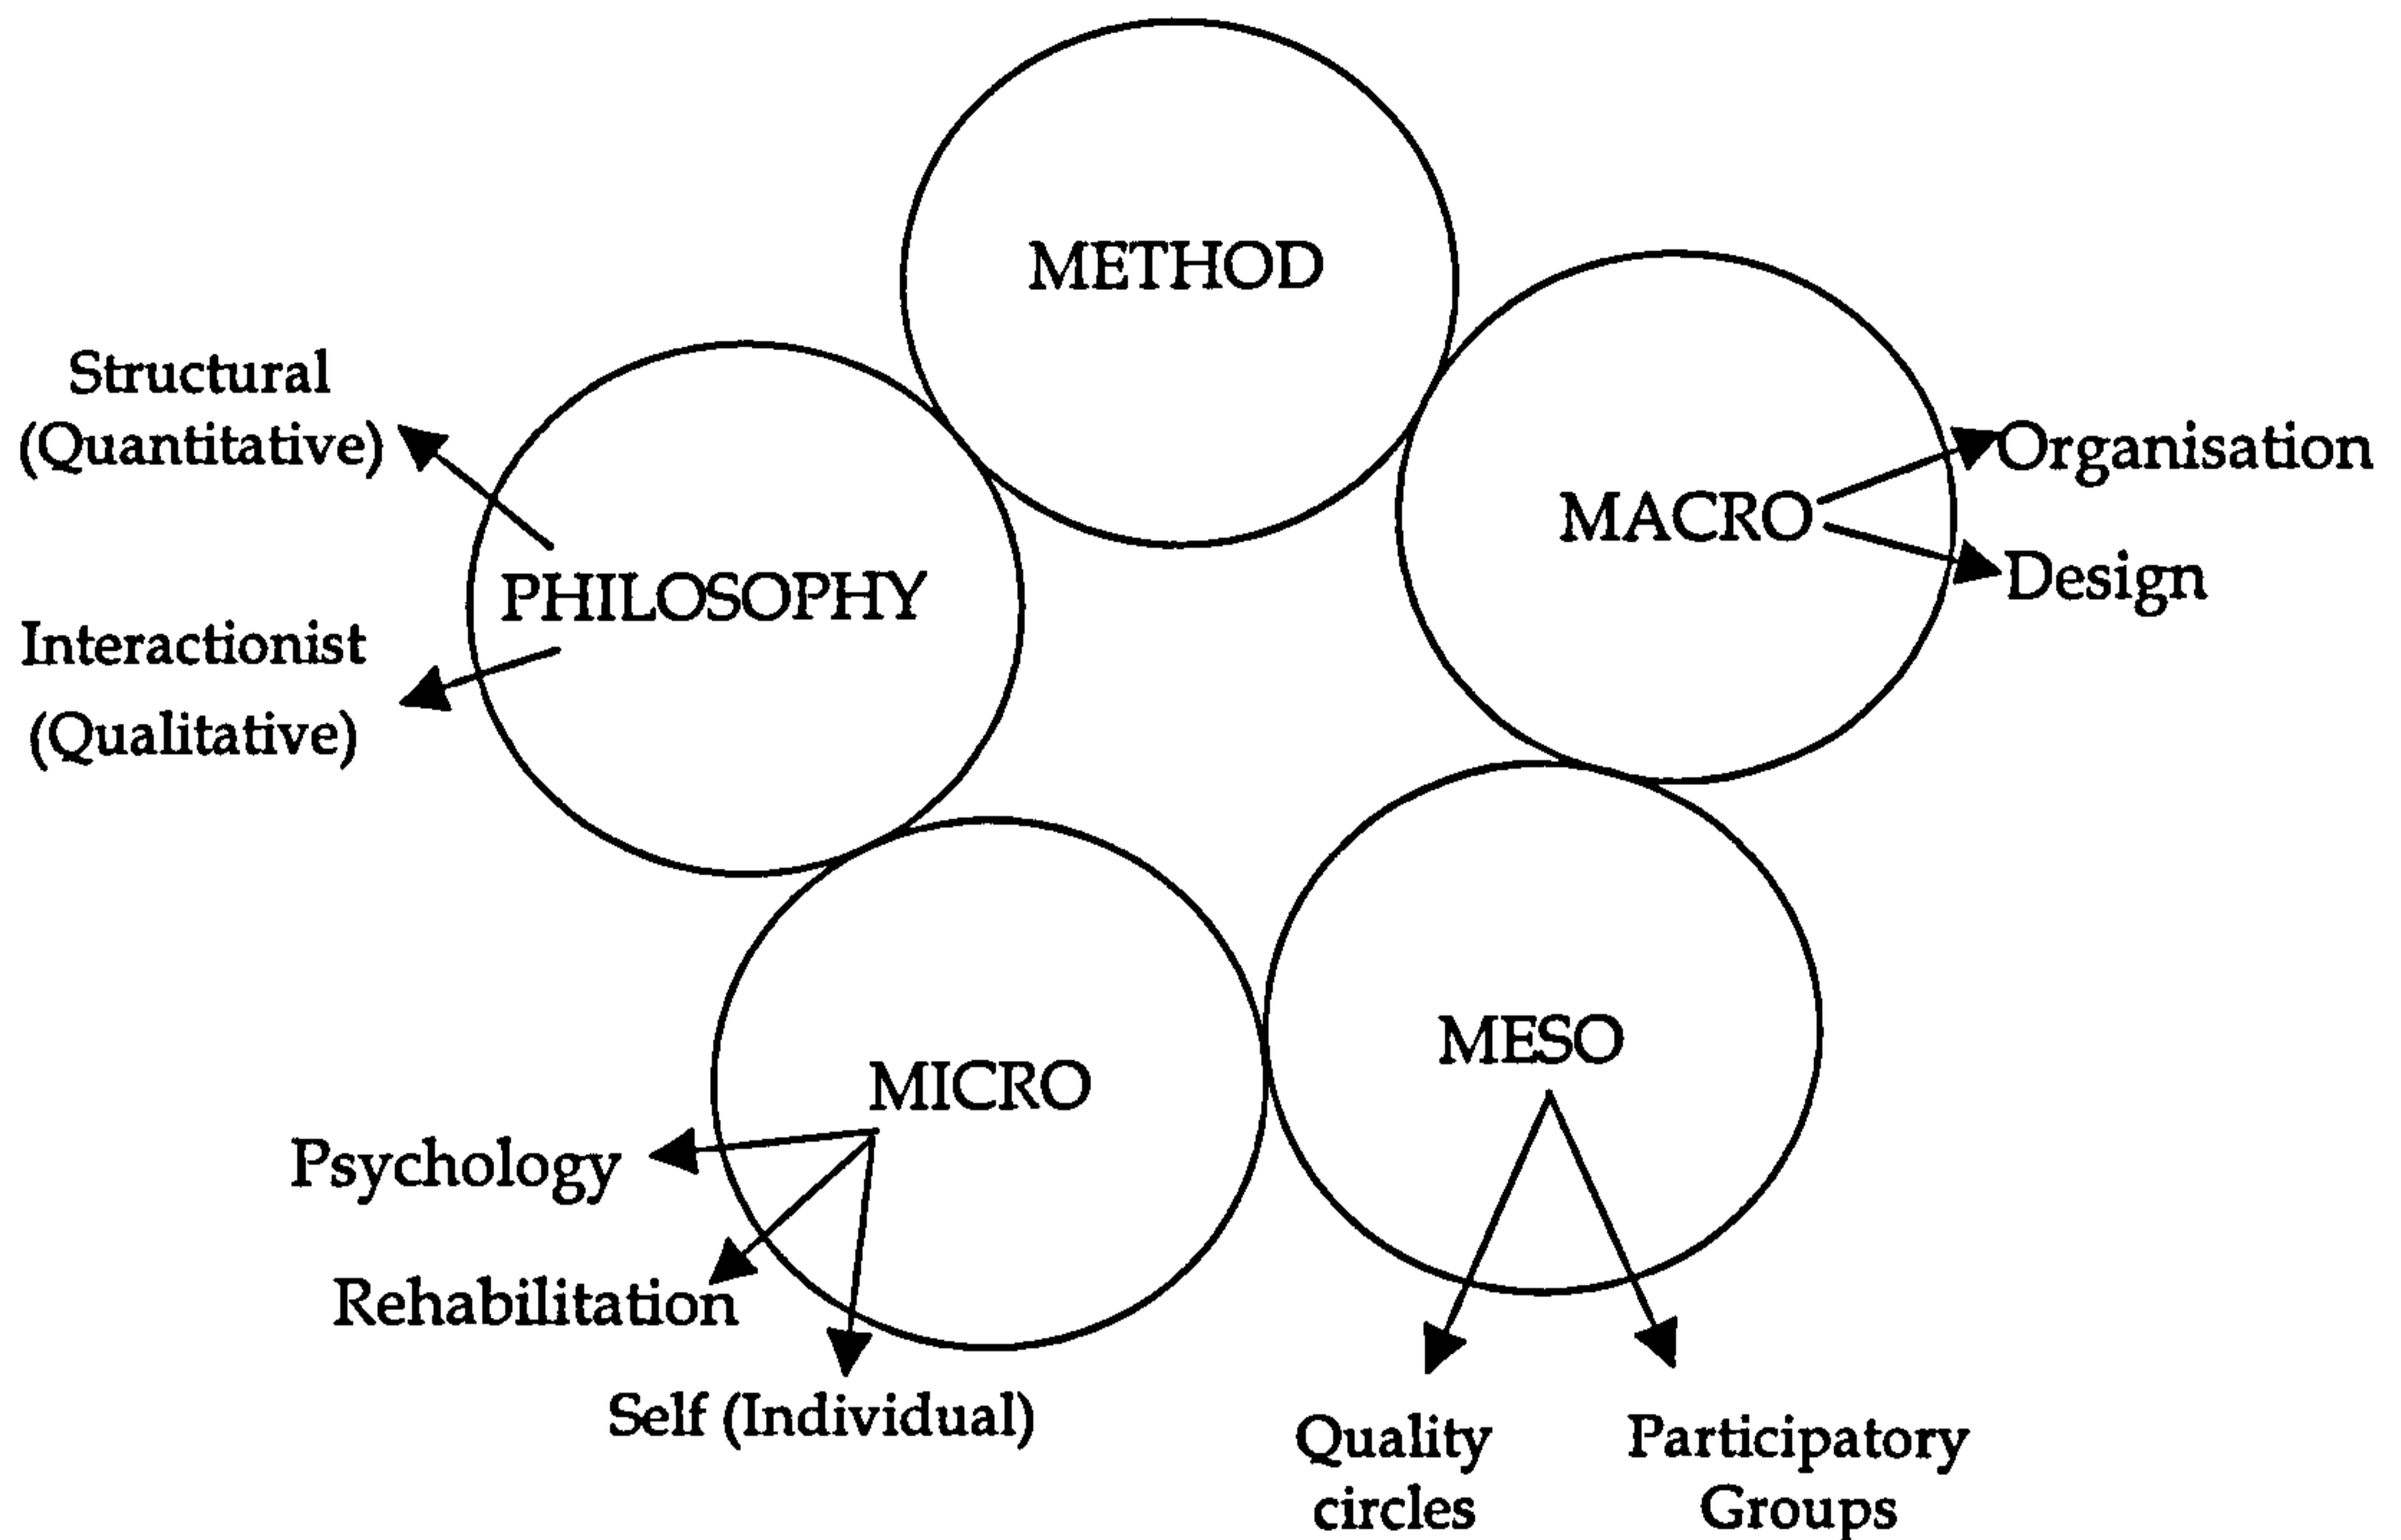 METHOD
Structural
(Quantitative)
Organisation
MACRO
Design
PHILOSOPHY
Interactionist
(Qualitative)
MESO
MICRO
Psychology
Rehabilitation
Self (Individual)
Quality
circles
Participatory
Groups